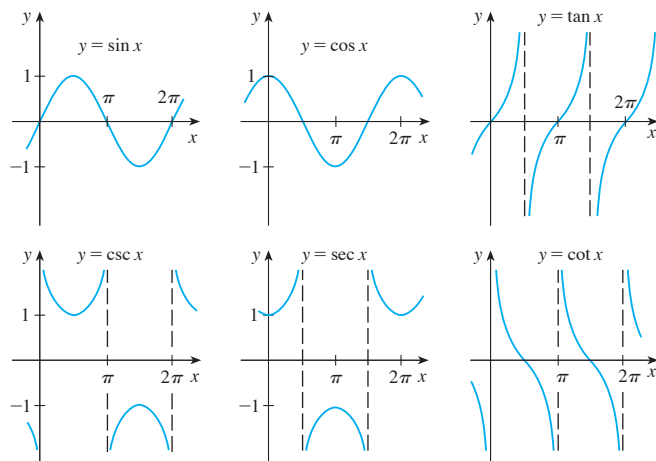 y
y = sin x
1
π
2π
x
−1
y
y = cos x
1
π
2π
x
−1
y
y = tan x
2π
π
x
y
y = csc x
1
π
2π
x
−1
y
y = sec x
1
π
2π
x
−1
y
y = cot x
π
2π
x